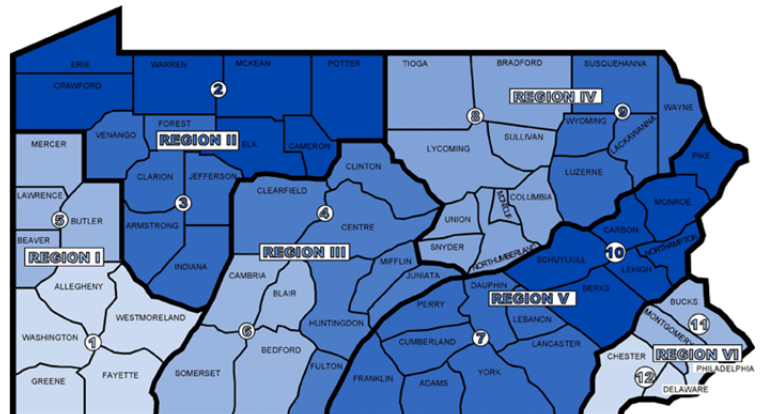 ERIE
WARREN
MCKEAN
POTTER
TIOGA
BRADFORD
SUSQUEHANNA
CRAWFORD
2
REGION IV
WAYNE
VENANGO
FOREST
8
9
WYOMING
LACKAWANNA
REGION II
ELK
CAMERON
SULLIVAN
MERCER
LYCOMING
PIKE
CLINTON
LUZERNE
CLARION
JEFFERSON
CLEARFIELD
LAWRENCE
COLUMBIA
MONROE
3
4
5
BUTLER
UNION
ARMSTRONG
CENTRE
CARBON
BEAVER
SNYDER
NORTHUMBERLAND
10
NORTHAMPTON
REGION I
REGION III
SCHUYLKILL
INDIANA
MIFFLIN
LEHIGH
CAMBRIA
JUNIATA
ALLEGHENY
BLAIR
DAUPHIN
BERKS
REGION V
PERRY
BUCKS
WESTMORELAND
LEBANON
MONTGOMERY
11
HUNTINGDON
6
7
WASHINGTON
1
CUMBERLAND
LANCASTER
BEDFORD
REGION VI
CHESTER
SOMERSET
FULTON
PHILADELPHIA
GREENE
FAYETTE
FRANKLIN
ADAMS
YORK
12
DELAWARE